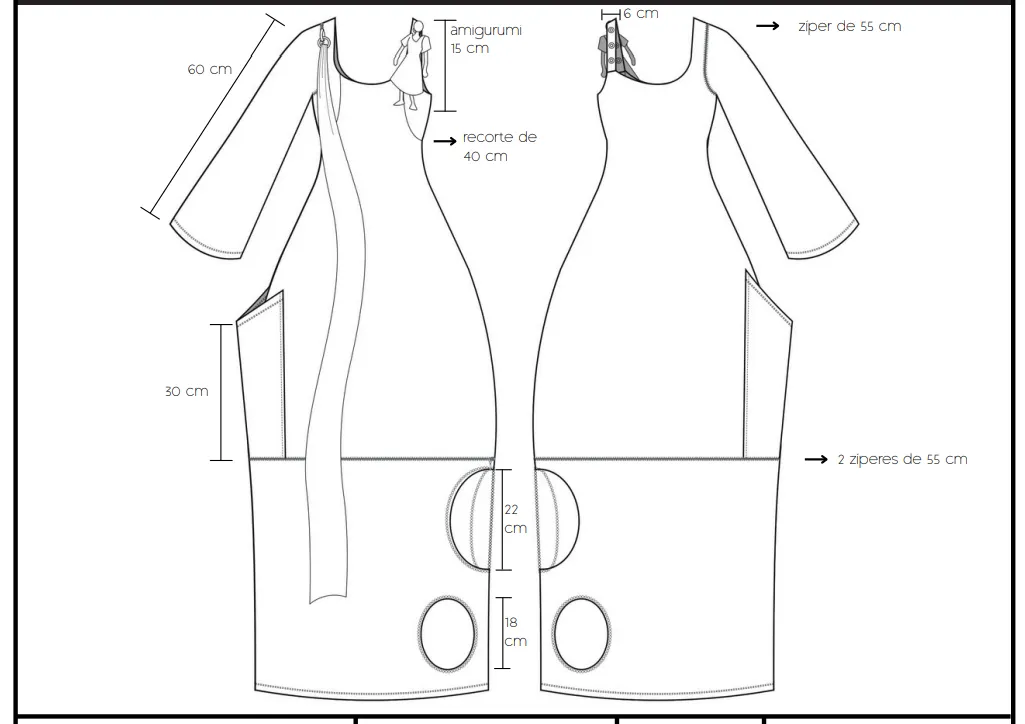 6 cm
amigurumi
15 cm
ziper de 55 cm
60 cm
recorte de
40 cm
30 cm
2 ziperes de 55 cm
22
cm
18
cm